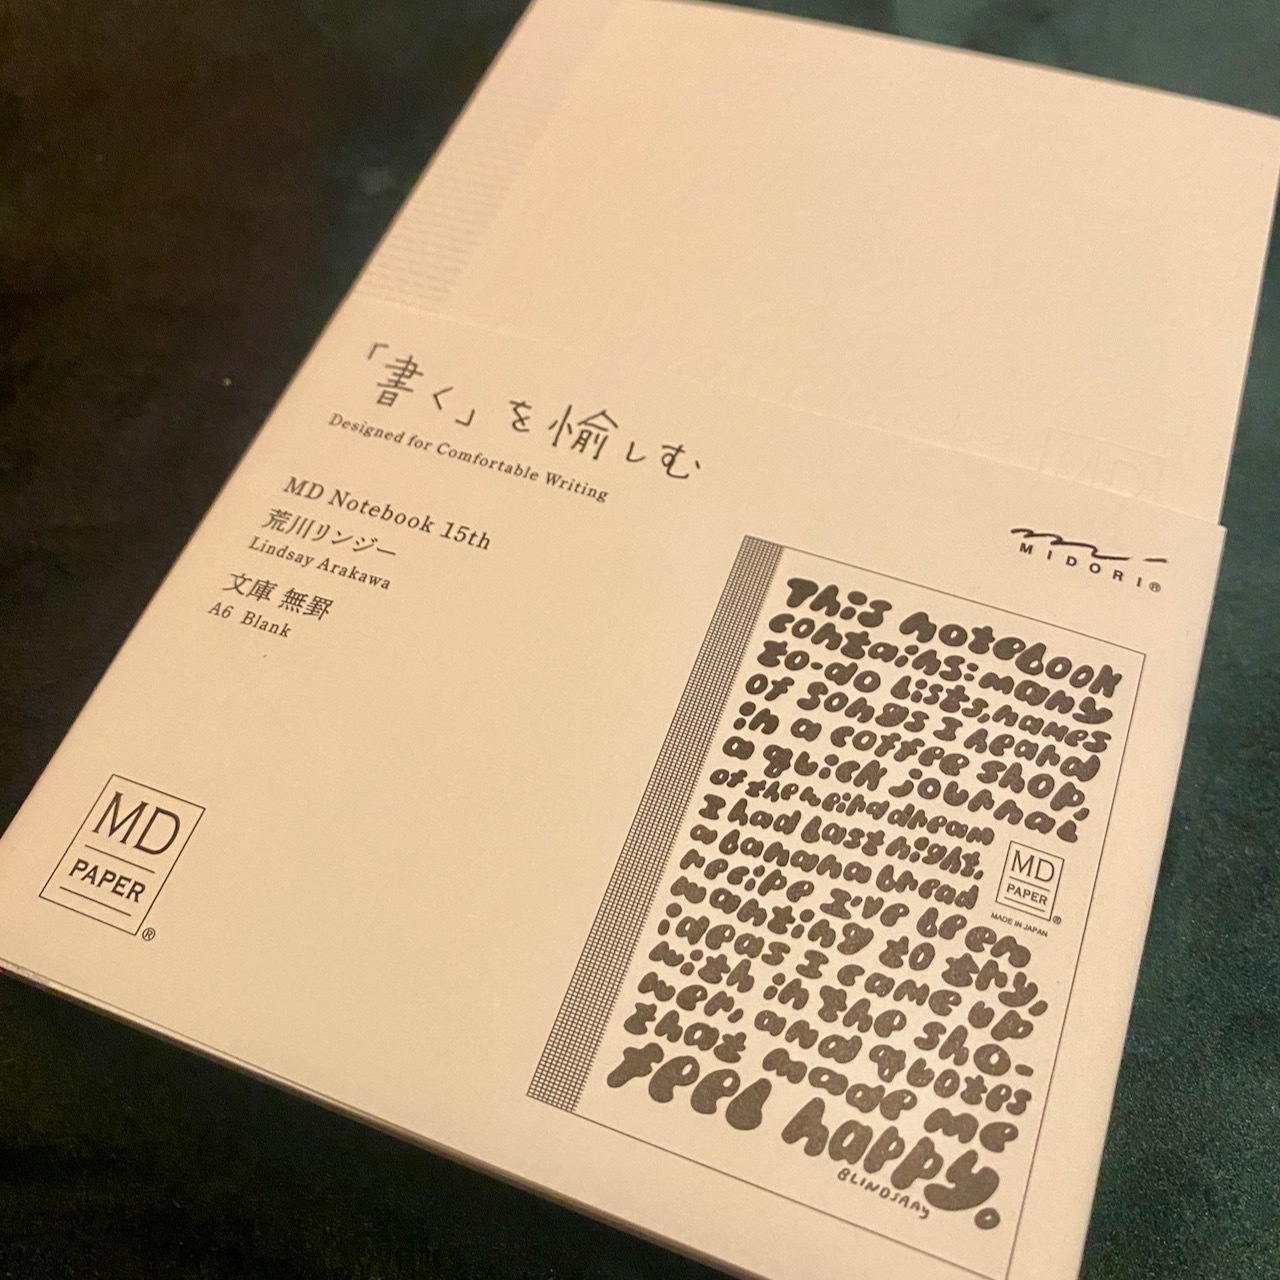 「書く」を愉しむ
Designed for Comfortable Writing
MD Notebook 15th
荒川リンジー
Lindsay Arakawa
文庫 無罫
A6 Blank
MD
PAPER
®
MIDORI®
This notebook
contains: many
to-do lists, names
of songs I heard
in a coffee shop,
a quick journal
of the weird dream
I had last night,
a banana bread
recipe I've been
wanting to try,
ideas I came up
with in the sho-
wer, and quotes
that made me
feel happy.
BLINDSAAY
MD
PAPER
®
MADE IN JAPAN
MD